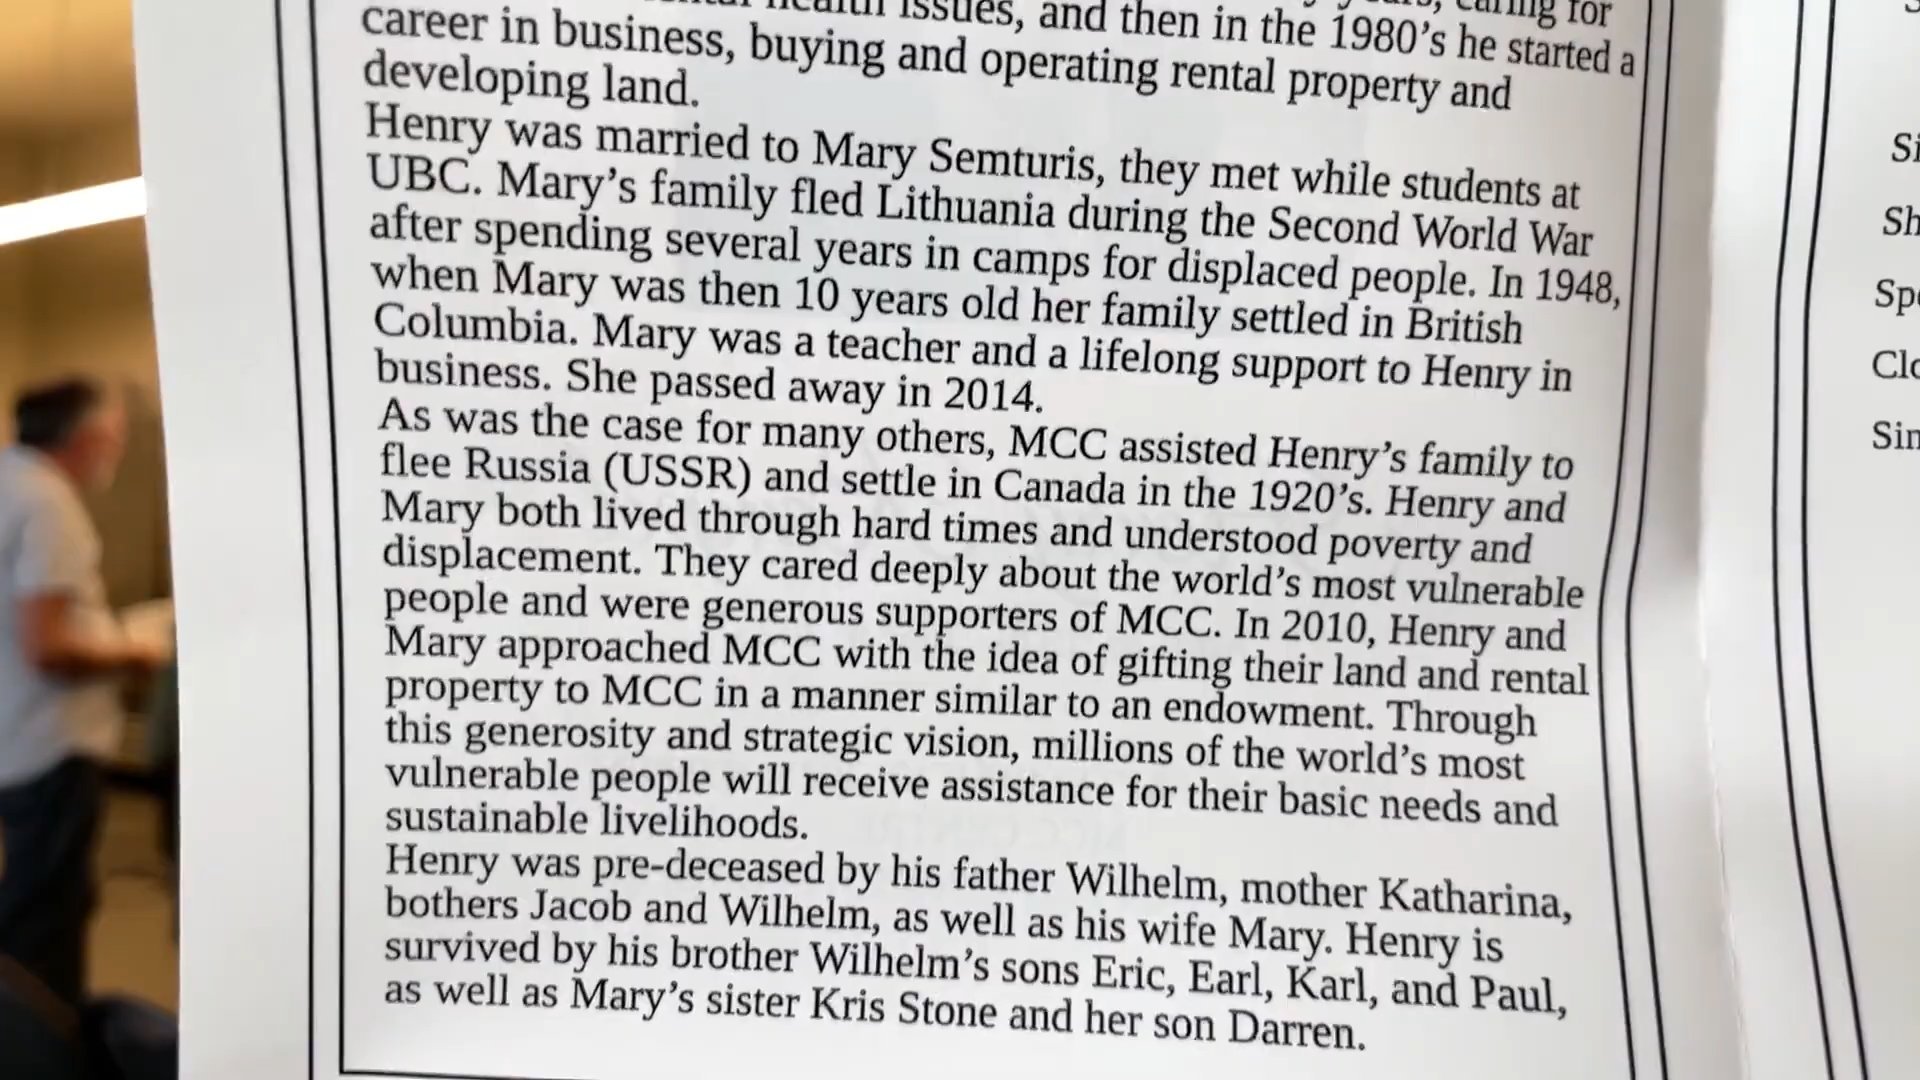 health issues, and then in the 1980's he started a
career in business, buying and operating rental property and
developing land.
Henry was married to Mary Semturis, they met while students at
UBC. Mary's family fled Lithuania during the Second World War
after spending several years in camps for displaced people. In 1948,
when Mary was then 10 years old her family settled in British
Columbia. Mary was a teacher and a lifelong support to Henry in
business. She passed away in 2014.
As was the case for many others, MCC assisted Henry's family to
flee Russia (USSR) and settle in Canada in the 1920's. Henry and
Mary both lived through hard times and understood poverty and
displacement. They cared deeply about the world's most vulnerable
people and were generous supporters of MCC. In 2010, Henry and
Mary approached MCC with the idea of gifting their land and rental
property to MCC in a manner similar to an endowment. Through
this generosity and strategic vision, millions of the world's most
vulnerable people will receive assistance for their basic needs and
sustainable livelihoods.
Henry was pre-deceased by his father Wilhelm, mother Katharina,
bothers Jacob and Wilhelm, as well as his wife Mary. Henry is
survived by his brother Wilhelm's sons Eric, Earl, Karl, and Paul,
as well as Mary's sister Kris Stone and her son Darren.